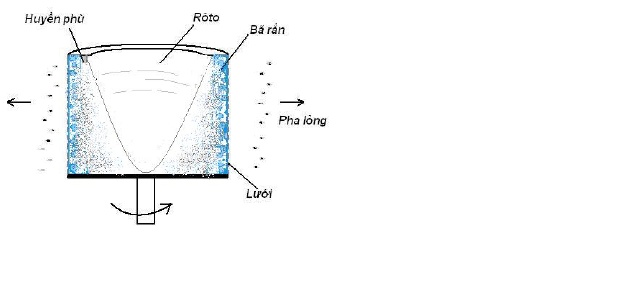 Huyền phù
Rôto
Bã rắn
Pha lỏng
Lưới